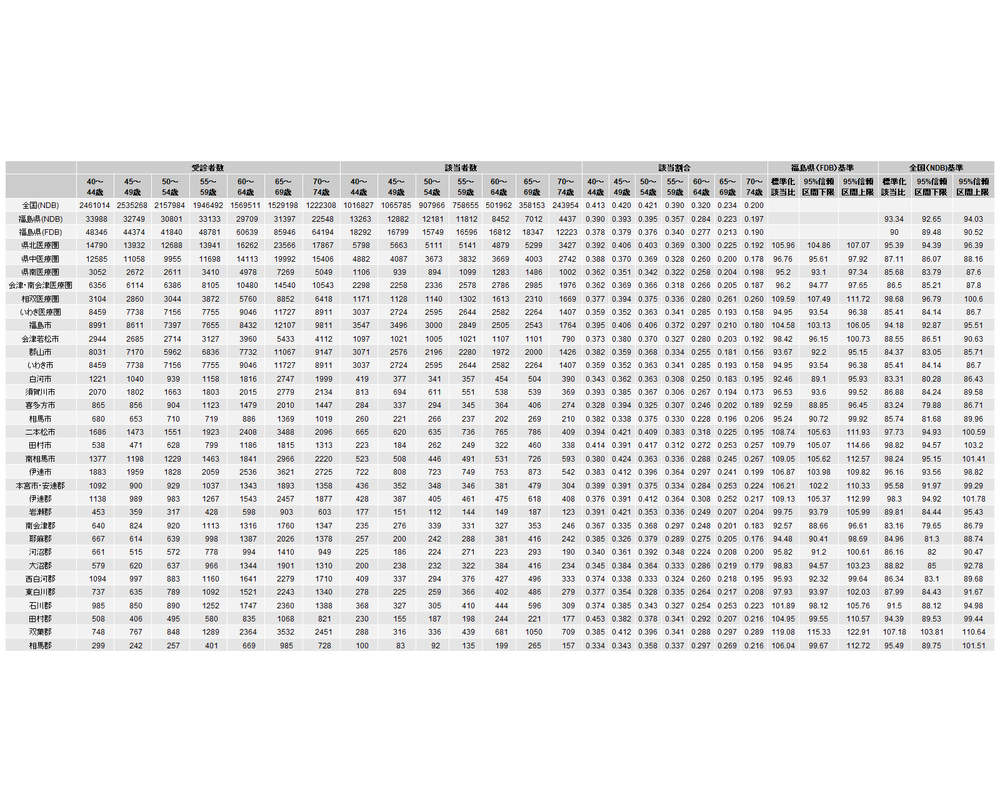 受診者数 該当者数 該当割合 福島県(FDB)基準 全国(NDB)基準
40～44歳 45～49歳 50～54歳 55～59歳 60～64歳 65～69歳 70～74歳 40～44歳 45～49歳 50～54歳 55～59歳 60～64歳 65～69歳 70～74歳 40～44歳 45～49歳 50～54歳 55～59歳 60～64歳 65～69歳 70～74歳 標準化該当比 95%信頼区間下限 95%信頼区間上限 標準化該当比 95%信頼区間下限 95%信頼区間上限
全国(NDB) 2461014 2535268 2157984 1946492 1569511 1529198 1222308 1016827 1065785 907966 758655 501962 358153 243954 0.413 0.420 0.421 0.390 0.320 0.234 0.200
福島県(NDB) 33988 32749 30801 33133 29709 31397 22548 13263 12882 12181 11812 8452 7012 4437 0.390 0.393 0.395 0.357 0.284 0.223 0.197 93.34 92.65 94.03
福島県(FDB) 48346 44374 41840 48781 60639 85946 64194 18292 16799 15749 16596 16812 18347 12223 0.378 0.379 0.376 0.340 0.277 0.213 0.190 90 89.48 90.52
県北医療圏 14790 13932 12688 13941 16262 23566 17867 5798 5663 5111 5141 4879 5299 3427 0.392 0.406 0.403 0.369 0.300 0.225 0.192 105.96 104.86 107.07 95.39 94.39 96.39
県中医療圏 12585 11058 9955 11698 14113 19992 15406 4882 4087 3673 3832 3669 4003 2742 0.388 0.370 0.369 0.328 0.260 0.200 0.178 96.76 95.61 97.92 87.11 86.07 88.16
県南医療圏 3052 2672 2611 3410 4978 7269 5049 1106 939 894 1099 1283 1486 1002 0.362 0.351 0.342 0.322 0.258 0.204 0.198 95.2 93.1 97.34 85.68 83.79 87.6
会津・南会津医療圏 6356 6114 6386 8105 10480 14540 10543 2298 2258 2336 2578 2786 2985 1976 0.362 0.369 0.366 0.318 0.266 0.205 0.187 96.2 94.77 97.65 86.5 85.21 87.8
相双医療圏 3104 2860 3044 3872 5760 8852 6418 1171 1128 1140 1302 1613 2310 1669 0.377 0.394 0.375 0.336 0.280 0.261 0.260 109.59 107.49 111.72 98.68 96.79 100.6
いわき医療圏 8459 7738 7156 7755 9046 11727 8911 3037 2724 2595 2644 2582 2264 1407 0.359 0.352 0.363 0.341 0.285 0.193 0.158 94.95 93.54 96.38 85.41 84.14 86.7
福島市 8991 8611 7397 7655 8432 12107 9811 3547 3496 3000 2849 2505 2543 1764 0.395 0.406 0.406 0.372 0.297 0.210 0.180 104.58 103.13 106.05 94.18 92.87 95.51
会津若松市 2944 2685 2714 3127 3960 5433 4112 1097 1021 1005 1021 1107 1101 790 0.373 0.380 0.370 0.327 0.280 0.203 0.192 98.42 96.15 100.73 88.55 86.51 90.63
郡山市 8031 7170 5962 6836 7732 11067 9147 3071 2576 2196 2280 1972 2000 1426 0.382 0.359 0.368 0.334 0.255 0.181 0.156 93.67 92.2 95.15 84.37 83.05 85.71
いわき市 8459 7738 7156 7755 9046 11727 8911 3037 2724 2595 2644 2582 2264 1407 0.359 0.352 0.363 0.341 0.285 0.193 0.158 94.95 93.54 96.38 85.41 84.14 86.7
白河市 1221 1040 939 1158 1816 2747 1999 419 377 341 357 454 504 390 0.343 0.362 0.363 0.308 0.250 0.183 0.195 92.46 89.1 95.93 83.31 80.28 86.43
須賀川市 2070 1802 1663 1803 2015 2779 2134 813 694 611 551 538 539 369 0.393 0.385 0.367 0.306 0.267 0.194 0.173 96.53 93.6 99.52 86.88 84.24 89.58
喜多方市 865 856 904 1123 1479 2010 1447 284 337 294 345 364 406 274 0.328 0.394 0.325 0.307 0.246 0.202 0.189 92.59 88.85 96.45 83.24 79.88 86.71
相馬市 680 653 710 719 886 1369 1019 260 221 266 237 202 269 210 0.382 0.338 0.375 0.330 0.228 0.196 0.206 95.24 90.72 99.92 85.74 81.68 89.96
二本松市 1686 1473 1551 1923 2408 3488 2096 665 620 635 736 765 786 409 0.394 0.421 0.409 0.383 0.318 0.225 0.195 108.74 105.63 111.93 97.73 94.93 100.59
田村市 538 471 628 799 1186 1815 1313 223 184 262 249 322 460 338 0.414 0.391 0.417 0.312 0.272 0.253 0.257 109.79 105.07 114.66 98.82 94.57 103.2
南相馬市 1377 1198 1229 1463 1841 2966 2220 523 508 446 491 531 726 593 0.380 0.424 0.363 0.336 0.288 0.245 0.267 109.05 105.62 112.57 98.24 95.15 101.41
伊達市 1883 1959 1828 2059 2536 3621 2725 722 808 723 749 753 873 542 0.383 0.412 0.396 0.364 0.297 0.241 0.199 106.87 103.98 109.82 96.16 93.56 98.82
本宮市・安達郡 1092 900 929 1037 1343 1893 1358 436 352 348 346 381 479 304 0.399 0.391 0.375 0.334 0.284 0.253 0.224 106.21 102.2 110.33 95.58 91.97 99.29
伊達郡 1138 989 983 1267 1543 2457 1877 428 387 405 461 475 618 408 0.376 0.391 0.412 0.364 0.308 0.252 0.217 109.13 105.37 112.99 98.3 94.92 101.78
岩瀬郡 453 359 317 428 598 903 603 177 151 112 144 149 187 123 0.391 0.421 0.353 0.336 0.249 0.207 0.204 99.75 93.79 105.99 89.81 84.44 95.43
南会津郡 640 824 920 1113 1316 1760 1347 235 276 339 331 327 353 246 0.367 0.335 0.368 0.297 0.248 0.201 0.183 92.57 88.66 96.61 83.16 79.65 86.79
耶麻郡 667 614 639 998 1387 2026 1378 257 200 242 288 381 416 242 0.385 0.326 0.379 0.289 0.275 0.205 0.176 94.48 90.41 98.69 84.96 81.3 88.74
河沼郡 661 515 572 778 994 1410 949 225 186 224 271 223 293 190 0.340 0.361 0.392 0.348 0.224 0.208 0.200 95.82 91.2 100.61 86.16 82 90.47
大沼郡 579 620 637 966 1344 1901 1310 200 238 232 322 384 416 234 0.345 0.384 0.364 0.333 0.286 0.219 0.179 98.83 94.57 103.23 88.82 85 92.78
西白河郡 1094 997 883 1160 1641 2279 1710 409 337 294 376 427 496 333 0.374 0.338 0.333 0.324 0.260 0.218 0.195 95.93 92.32 99.64 86.34 83.1 89.68
東白川郡 737 635 789 1092 1521 2243 1340 278 225 259 366 402 486 279 0.377 0.354 0.328 0.335 0.264 0.217 0.208 97.93 93.97 102.03 87.99 84.43 91.67
石川郡 985 850 890 1252 1747 2360 1388 368 327 305 410 444 596 309 0.374 0.385 0.343 0.327 0.254 0.253 0.223 101.89 98.12 105.76 91.5 88.12 94.98
田村郡 508 406 495 580 835 1068 821 230 155 187 198 244 221 177 0.453 0.382 0.378 0.341 0.292 0.207 0.216 104.95 99.55 110.57 94.39 89.53 99.44
双葉郡 748 767 848 1289 2364 3532 2451 288 316 336 439 681 1050 709 0.385 0.412 0.396 0.341 0.288 0.297 0.289 119.08 115.33 122.91 107.18 103.81 110.64
相馬郡 299 242 257 401 669 985 728 100 83 92 135 199 265 157 0.334 0.343 0.358 0.337 0.297 0.269 0.216 106.04 99.67 112.72 95.49 89.75 101.51